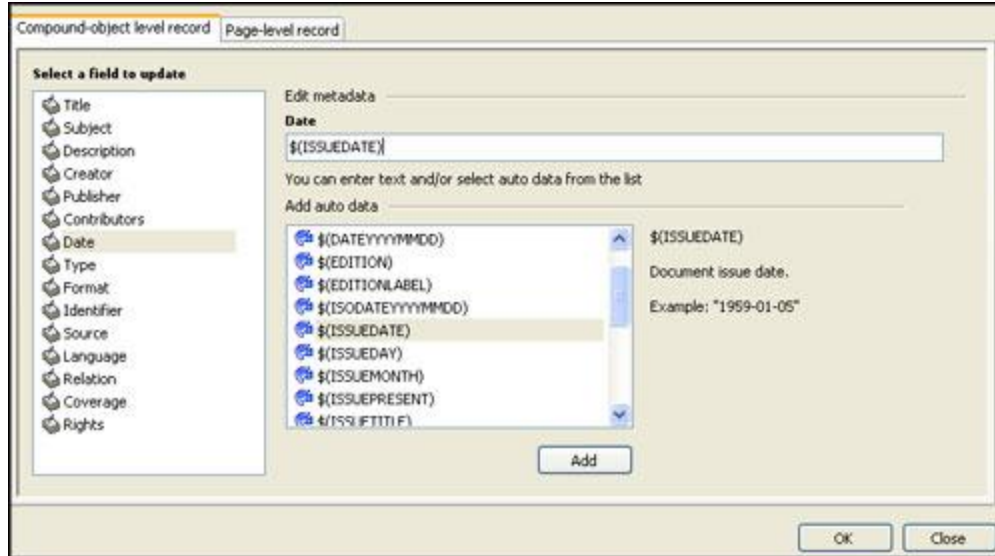 Compound-object level record
Page-level record
Select a field to update
Title
Subject
Description
Creator
Publisher
Contributors
Date
Type
Format
Identifier
Source
Language
Relation
Coverage
Rights
Edit metadata
Date
$(ISSUEDATE)
You can enter text and/or select auto data from the list
Add auto data
$(DATEYYYYMMDD)
$(EDITION)
$(EDITIONLABEL)
$(ISODATEYYYYMMDD)
$(ISSUEDATE)
$(ISSUEDAY)
$(ISSUEMONTH)
$(ISSUEPRESENT)
$(ISSUETITLE)
$(ISSUEDATE)
Document issue date.
Example: "1959-01-05"
Add
OK
Close